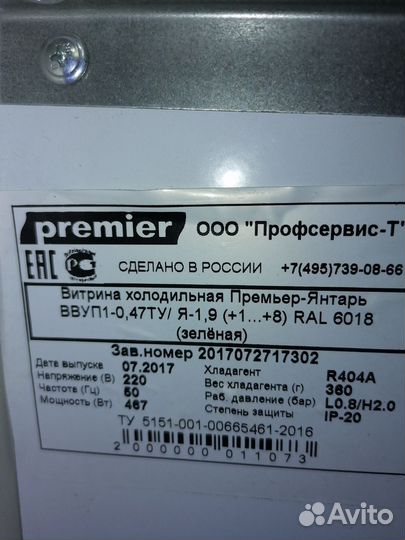 premier ООО "Профсервис-Т"
EAC РСТ СДЕЛАНО В РОССИИ +7(495)739-08-66
Витрина холодильная Премьер-Янтарь
ВВУП1-0,47ТУ/ Я-1,9 (+1...+8) RAL 6018
(зелёная)
Зав.номер 2017072717302
Дата выпуска 07.2017
Напряжение (В) 220
Частота (Гц) 50
Мощность (Вт) 467
Хладагент R404A
Вес хладагента (г) 360
Раб. давление (бар) L0.8/H2.0
Степень защиты IP-20
ТУ 5151-001-00665461-2016
2 000000 011073
Avito